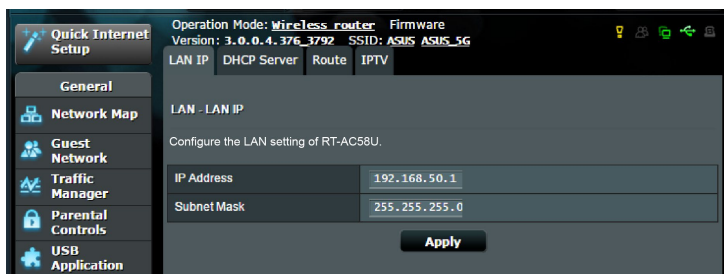 Quick Internet
Setup
General
Network Map
Guest
Network
Traffic
Manager
Parental
Controls
USB
Application
Operation Mode: Wireless router Firmware
Version: 3.0.0.4.376_3792 SSID: ASUS ASUS_5G
LAN IP DHCP Server Route IPTV
LAN - LAN IP
Configure the LAN setting of RT-AC58U.
IP Address 192.168.50.1
Subnet Mask 255.255.255.0
Apply